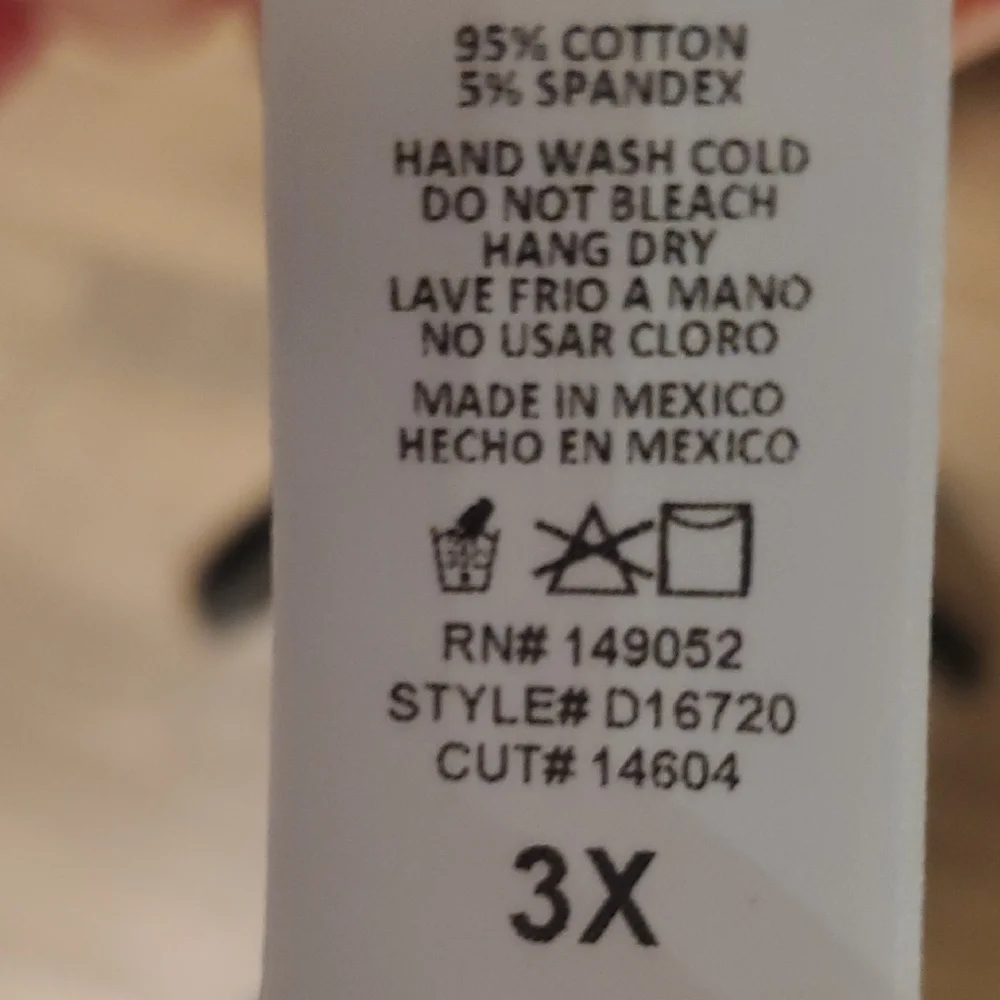 95% COTTON
5% SPANDEX
HAND WASH COLD
DO NOT BLEACH
HANG DRY
LAVE FRIO A MANO
NO USAR CLORO
MADE IN MEXICO
HECHO EN MEXICO
RN# 149052
STYLE# D16720
CUT# 14604
3X